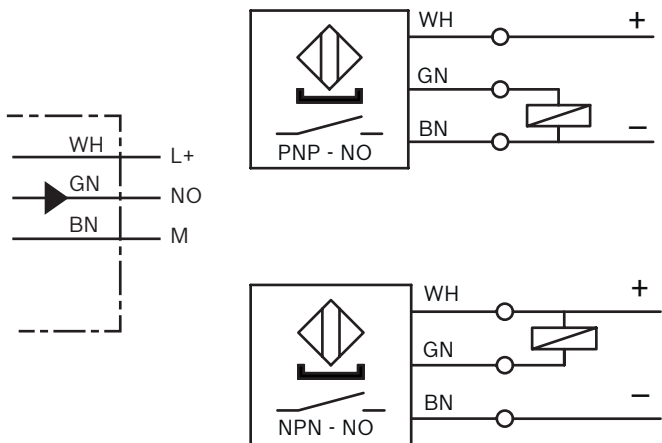 WH L+
GN NO
BN M
WH +
GN
BN −
PNP - NO
WH +
GN
BN −
NPN - NO